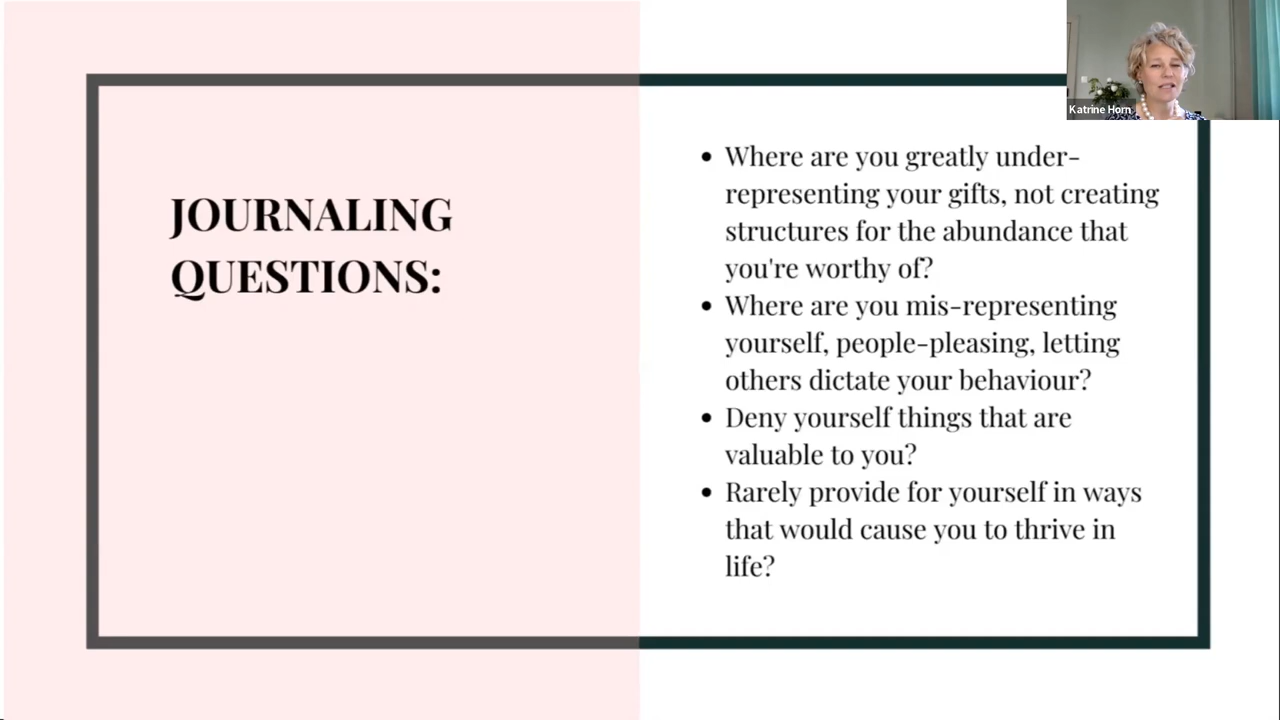 Katrine Horn
JOURNALING
QUESTIONS:
• Where are you greatly under-
representing your gifts, not creating
structures for the abundance that
you're worthy of?
• Where are you mis-representing
yourself, people-pleasing, letting
others dictate your behaviour?
• Deny yourself things that are
valuable to you?
• Rarely provide for yourself in ways
that would cause you to thrive in
life?